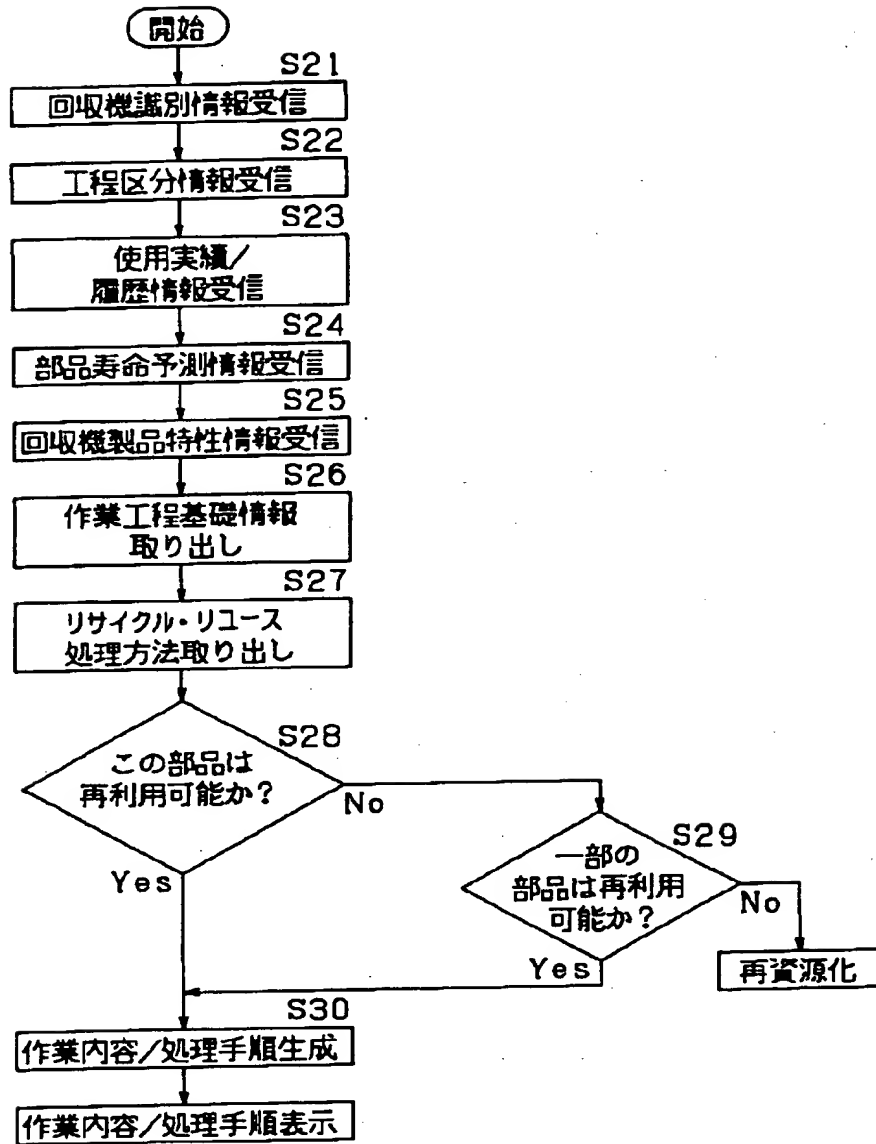 開始
S21
回収機識別情報受信
S22
工程区分情報受信
S23
使用実績/
履歴情報受信
S24
部品寿命予測情報受信
S25
回収機製品特性情報受信
S26
作業工程基礎情報
取り出し
S27
リサイクル・リユース
処理方法取り出し
S28
この部品は
再利用可能か?
No
Yes
S29
一部の
部品は再利用
可能か?
No
Yes
再資源化
S30
作業内容/処理手順生成
作業内容/処理手順表示